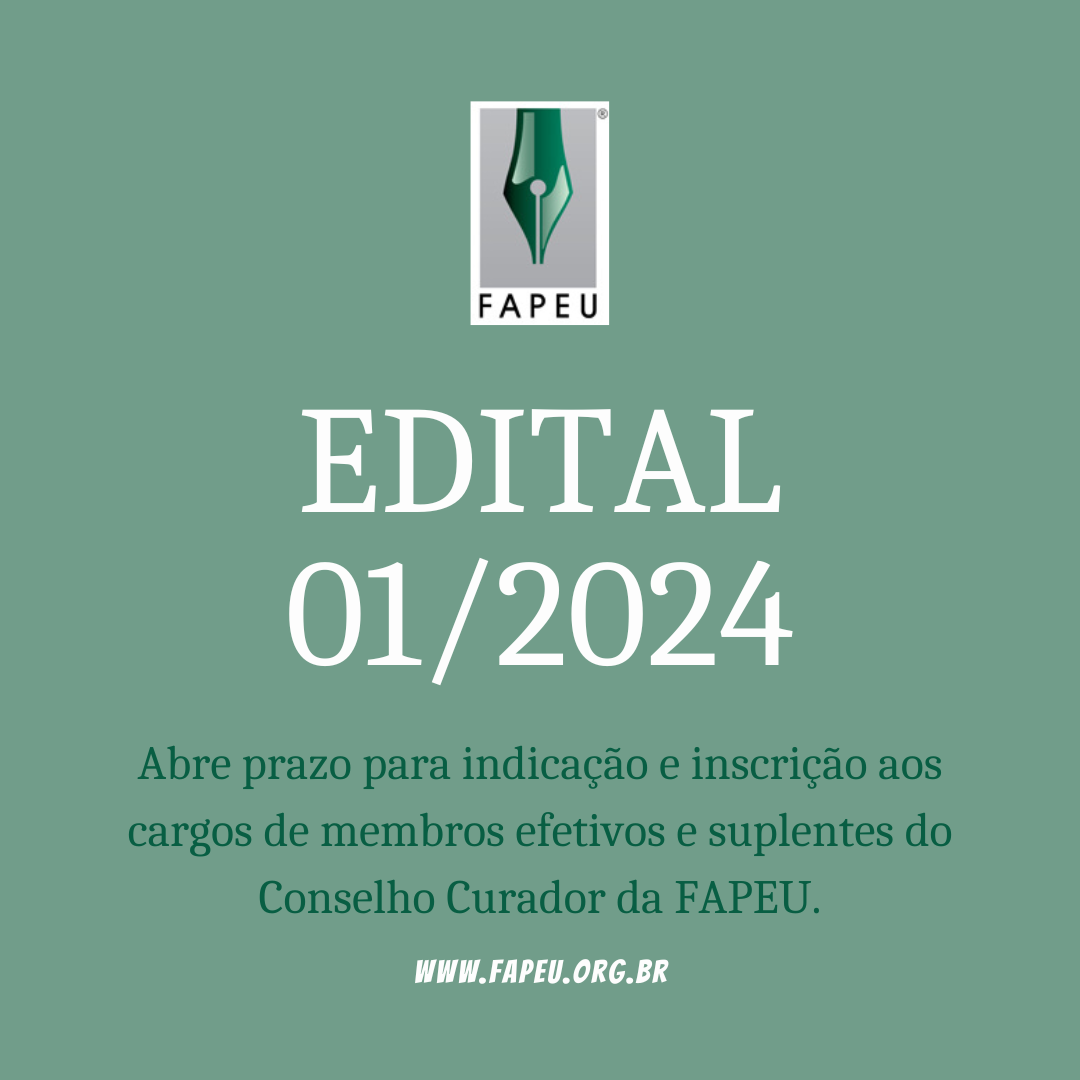 ®
FAPEU
EDITAL
01/2024
Abre prazo para indicação e inscrição aos
cargos de membros efetivos e suplentes do
Conselho Curador da FAPEU.
WWW.FAPEU.ORG.BR